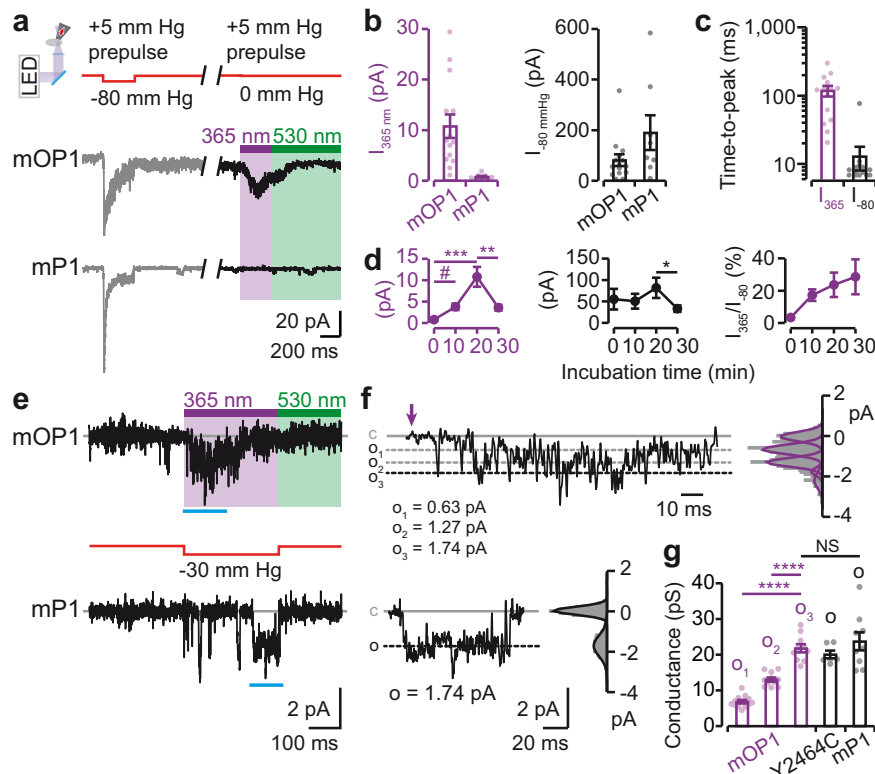 a
LED
+5 mm Hg
prepulse
+5 mm Hg
prepulse
-80 mm Hg
0 mm Hg
365 nm 530 nm
mOP1
mP1
20 pA
200 ms
b
I365 nm (pA)
30
20
10
0
mOP1
mP1
I-80 mmHg (pA)
600
400
200
0
mOP1
mP1
c
Time-to-peak (ms)
1,000
100
10
I365
I-80
d
(pA)
15
10
5
0
#
***
**
0 10 20 30
(pA)
150
100
50
0
*
0 10 20 30
I365/I-80 (%)
60
40
20
0
0 10 20 30
Incubation time (min)
e
365 nm 530 nm
mOP1
-30 mm Hg
mP1
2 pA
100 ms
f
c
o1
o2
o3
o1 = 0.63 pA
o2 = 1.27 pA
o3 = 1.74 pA
10 ms
2
0
-2
-4
pA
c
o
o = 1.74 pA
2
0
-2
-4
pA
2 pA
20 ms
g
Conductance (pS)
40
30
20
10
0
NS
****
****
o1
o2
o3
o
o
mOP1
Y2464C
mP1